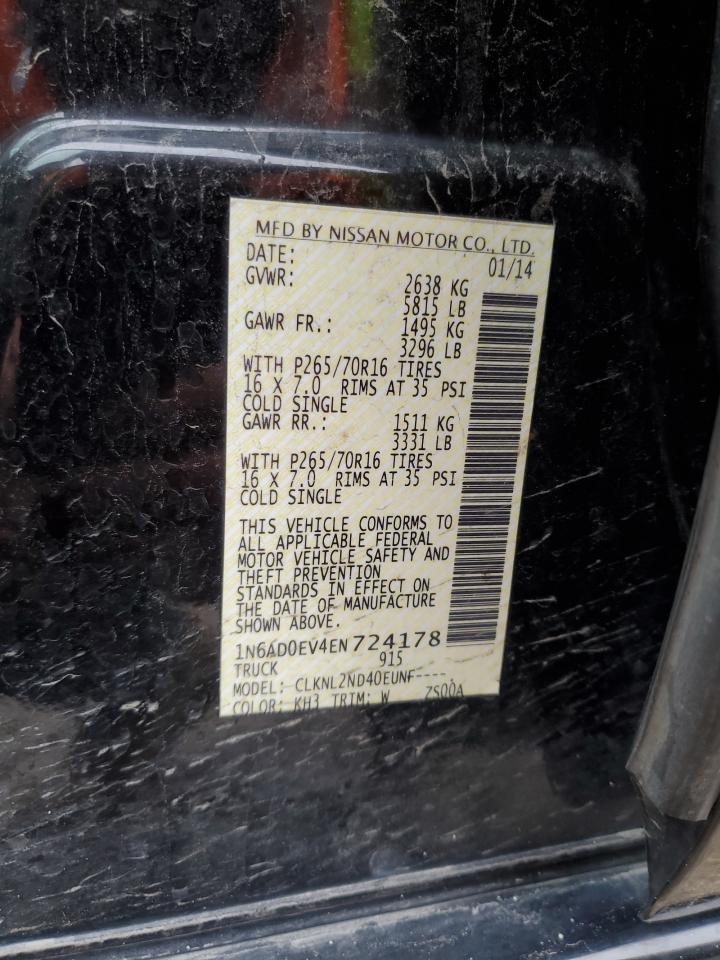 MFD BY NISSAN MOTOR CO., LTD.
DATE: 01/14
GVWR: 2638 KG
5815 LB
GAWR FR.: 1495 KG
3296 LB
WITH P265/70R16 TIRES
16 X 7.0 RIMS AT 35 PSI
COLD SINGLE
GAWR RR.: 1511 KG
3331 LB
WITH P265/70R16 TIRES
16 X 7.0 RIMS AT 35 PSI
COLD SINGLE
THIS VEHICLE CONFORMS TO
ALL APPLICABLE FEDERAL
MOTOR VEHICLE SAFETY AND
THEFT PREVENTION
STANDARDS IN EFFECT ON
THE DATE OF MANUFACTURE
SHOWN ABOVE.
1N6AD0EV4EN724178
TRUCK 915
MODEL: CLKNL2ND40EUNF----
COLOR: KH3 TRIM: W ZS00A